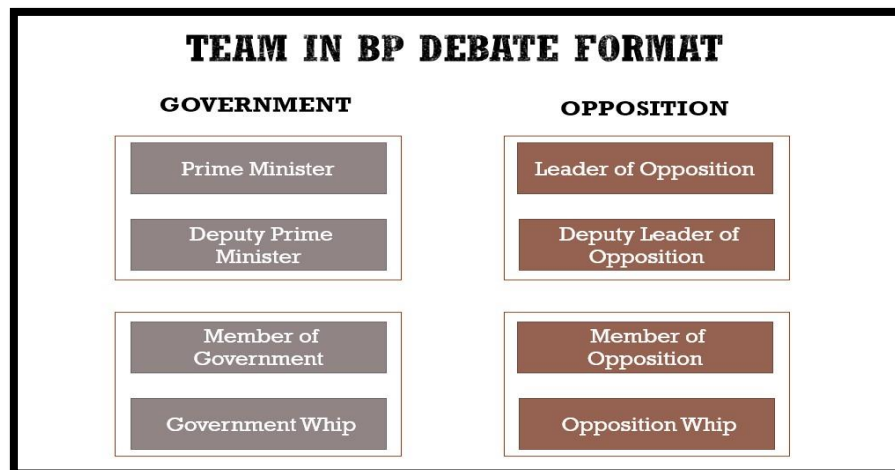 TEAM IN BP DEBATE FORMAT
GOVERNMENT
Prime Minister
Deputy Prime
Minister
Member of
Government
Government Whip
OPPOSITION
Leader of Opposition
Deputy Leader of
Opposition
Member of
Opposition
Opposition Whip